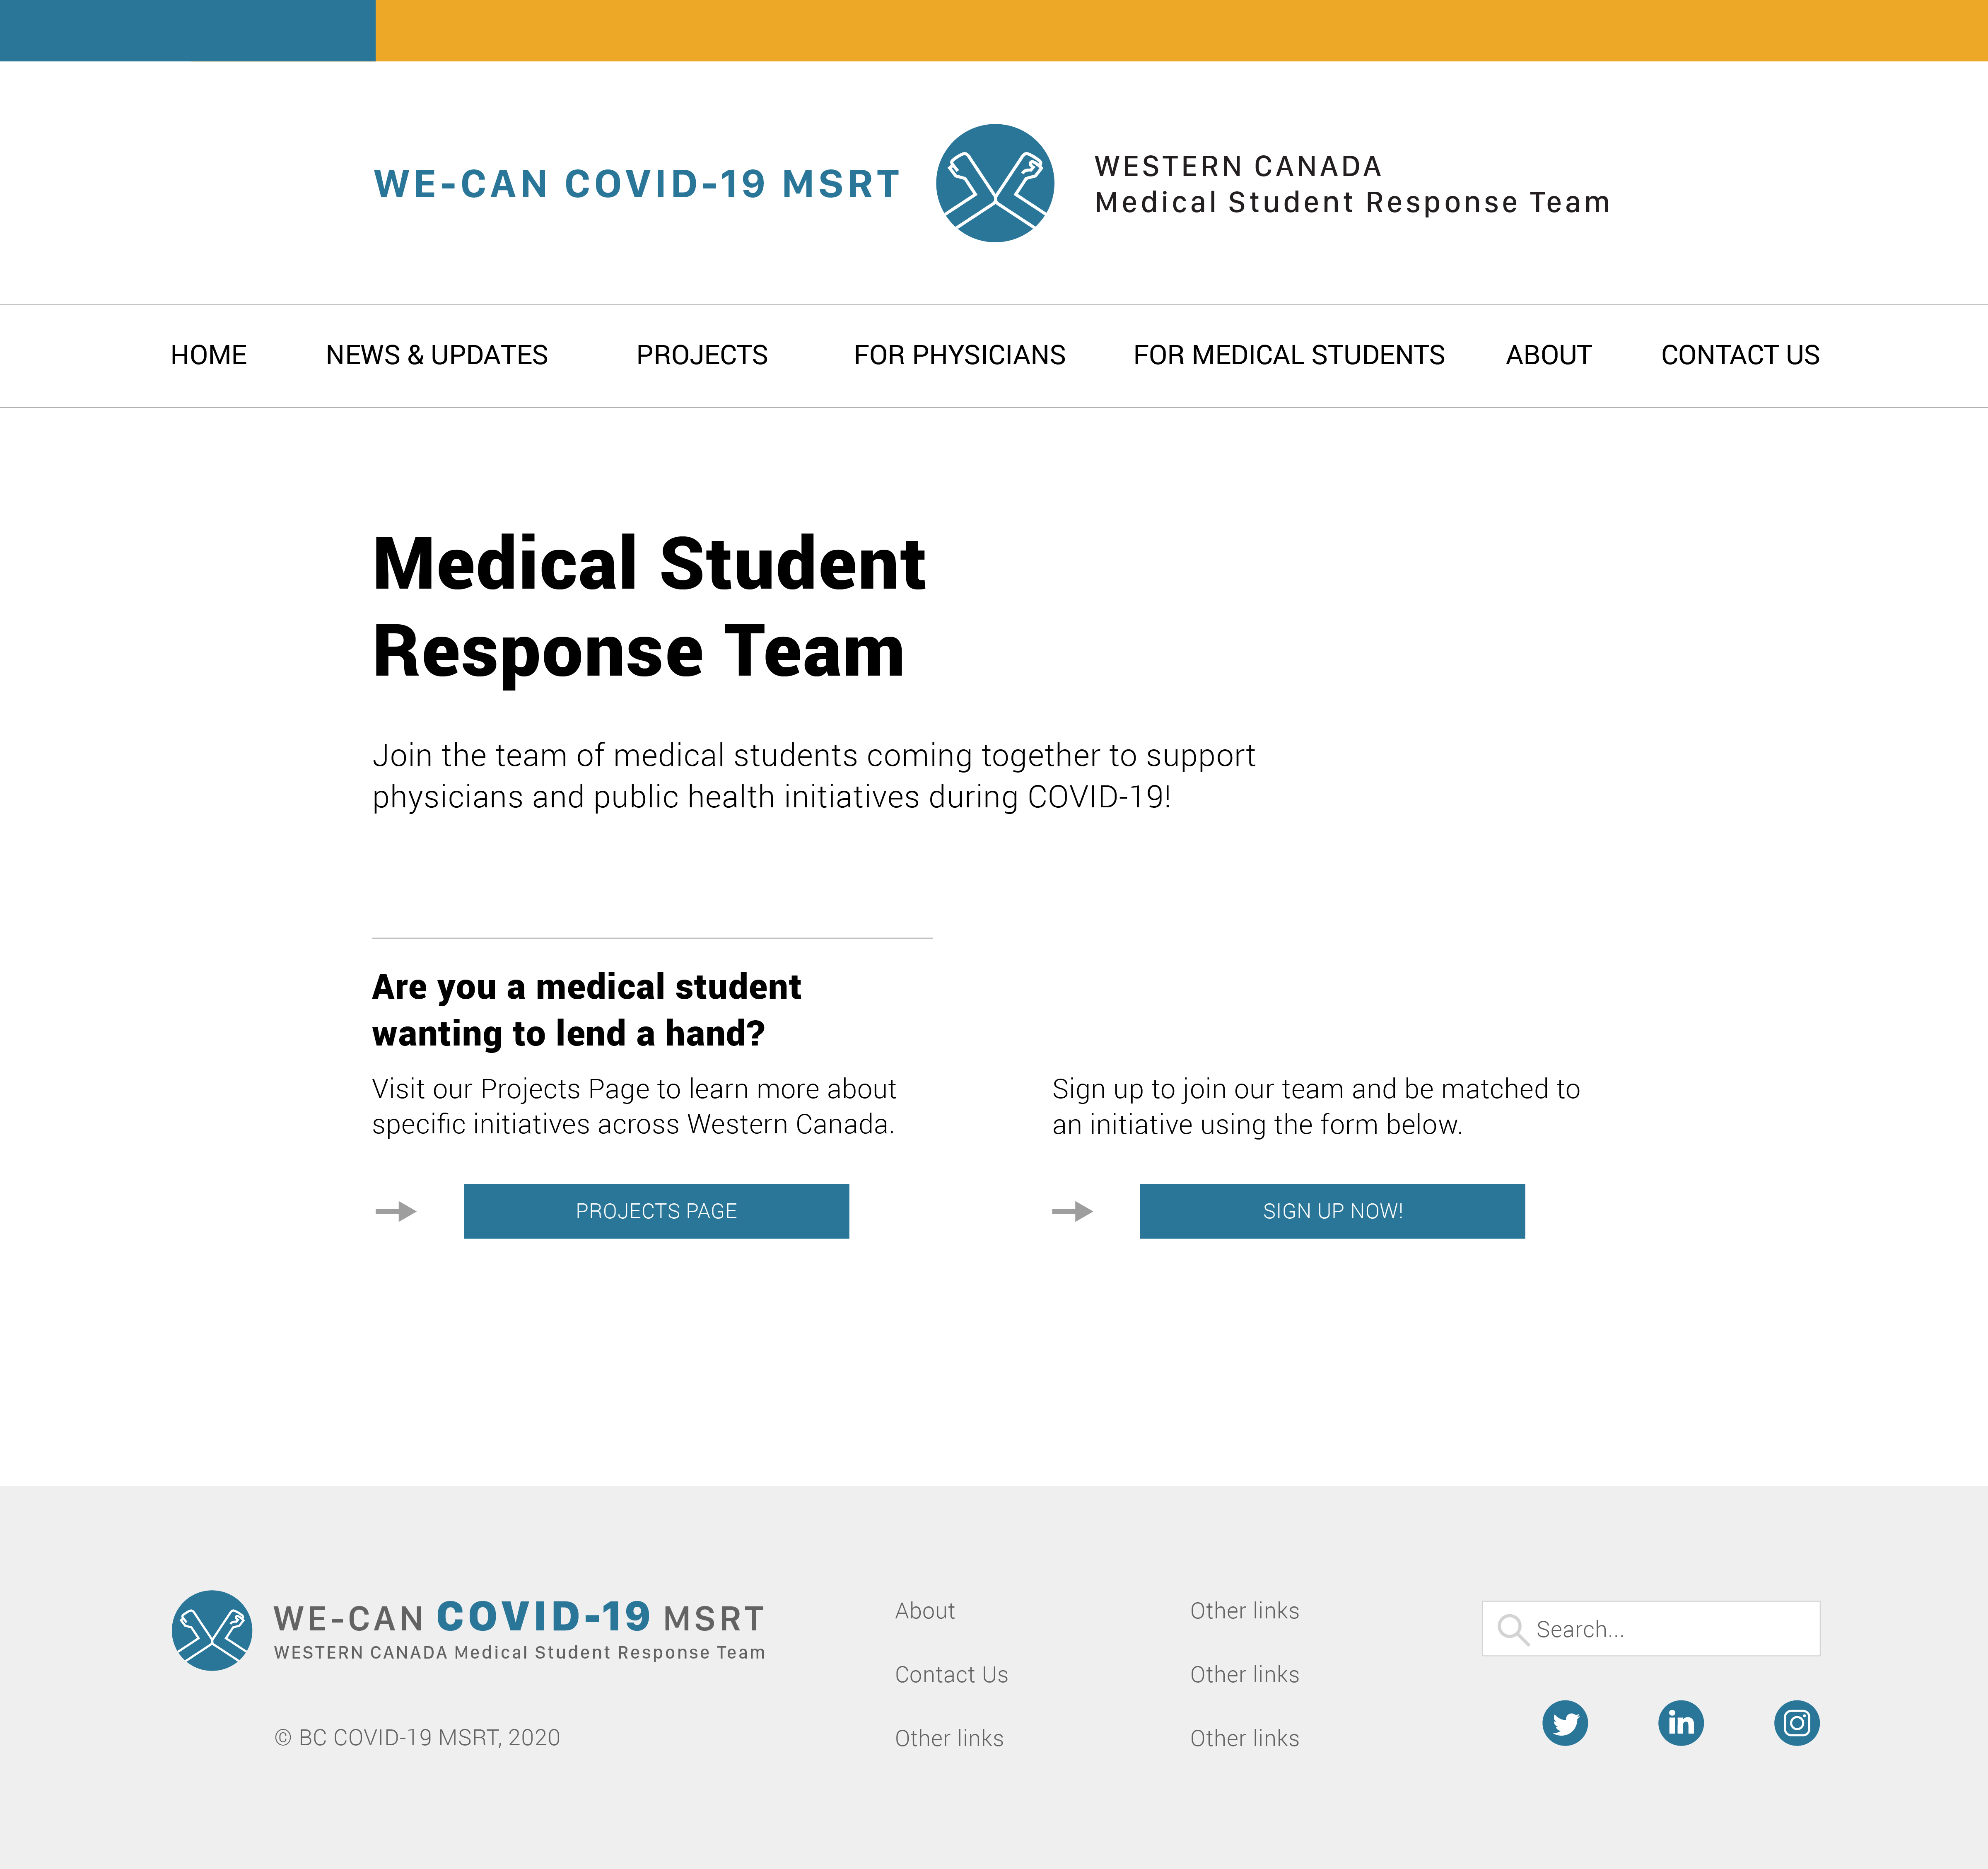 WE-CAN COVID-19 MSRT
WESTERN CANADA
Medical Student Response Team
HOME NEWS & UPDATES PROJECTS FOR PHYSICIANS FOR MEDICAL STUDENTS ABOUT CONTACT US
Medical Student
Response Team
Join the team of medical students coming together to support
physicians and public health initiatives during COVID-19!
Are you a medical student
wanting to lend a hand?
Visit our Projects Page to learn more about
specific initiatives across Western Canada.
PROJECTS PAGE
Sign up to join our team and be matched to
an initiative using the form below.
SIGN UP NOW!
WE-CAN COVID-19 MSRT
WESTERN CANADA Medical Student Response Team
© BC COVID-19 MSRT, 2020
About
Contact Us
Other links
Other links
Other links
Other links
Search...
in